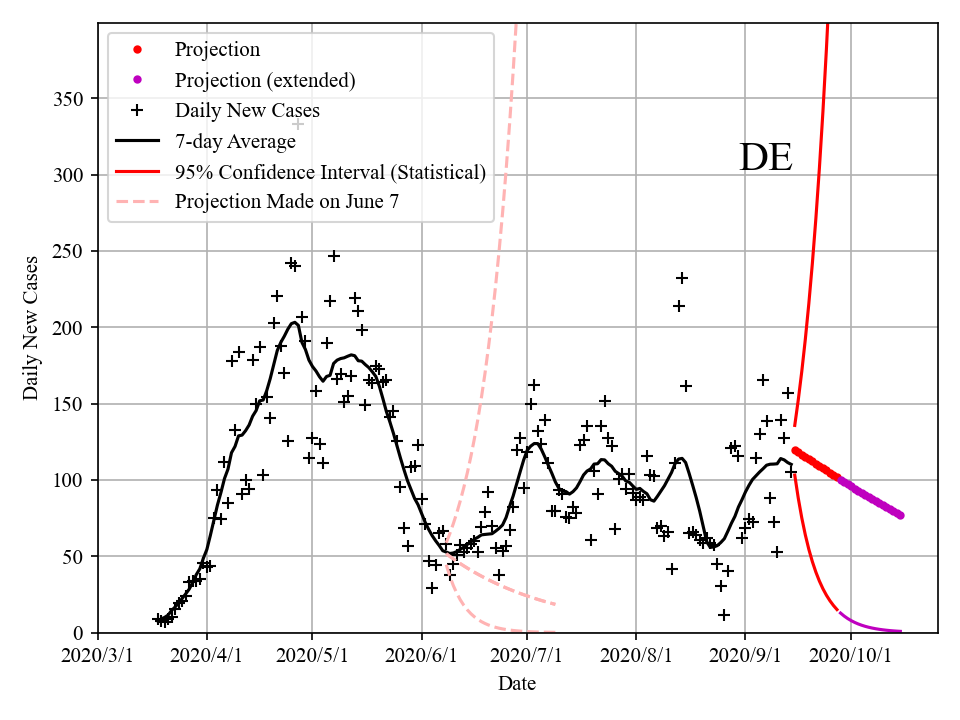 Projection
Projection (extended)
Daily New Cases
7-day Average
95% Confidence Interval (Statistical)
Projection Made on June 7
DE
Daily New Cases
350
300
250
200
150
100
50
0
2020/3/1 2020/4/1 2020/5/1 2020/6/1 2020/7/1 2020/8/1 2020/9/1 2020/10/1
Date